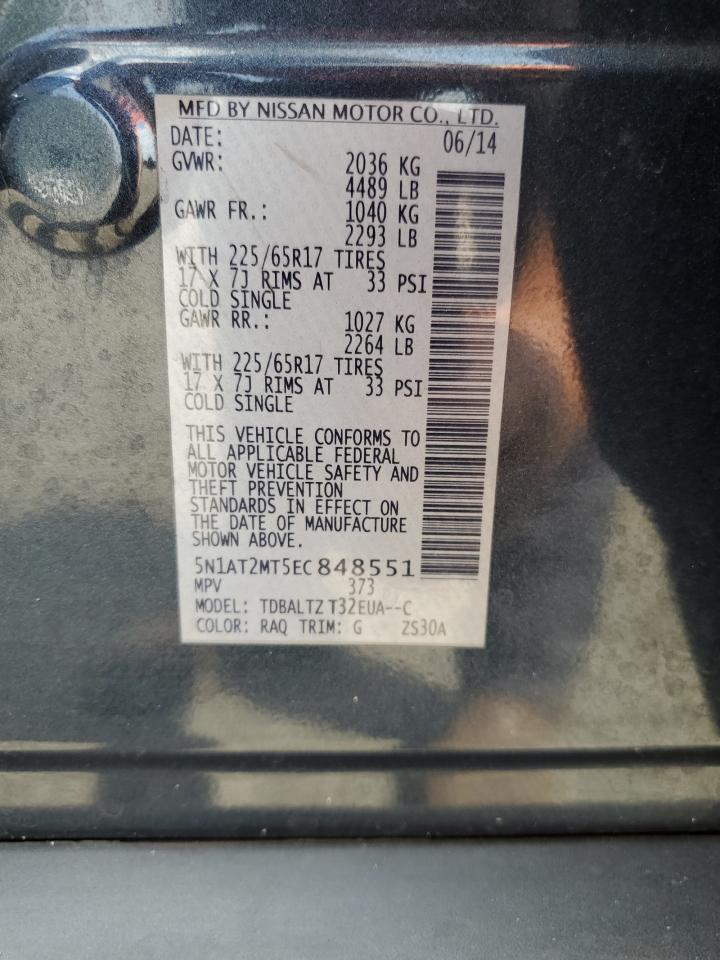 MFD BY NISSAN MOTOR CO., LTD.
DATE: 06/14
GVWR: 2036 KG
4489 LB
GAWR FR.: 1040 KG
2293 LB
WITH 225/65R17 TIRES
17 X 7J RIMS AT 33 PSI
COLD SINGLE
GAWR RR.: 1027 KG
2264 LB
WITH 225/65R17 TIRES
17 X 7J RIMS AT 33 PSI
COLD SINGLE
THIS VEHICLE CONFORMS TO
ALL APPLICABLE FEDERAL
MOTOR VEHICLE SAFETY AND
THEFT PREVENTION
STANDARDS IN EFFECT ON
THE DATE OF MANUFACTURE
SHOWN ABOVE.
5N1AT2MT5EC848551
MPV 373
MODEL: TDBALTZ T32EUA--C
COLOR: RAQ TRIM: G ZS30A